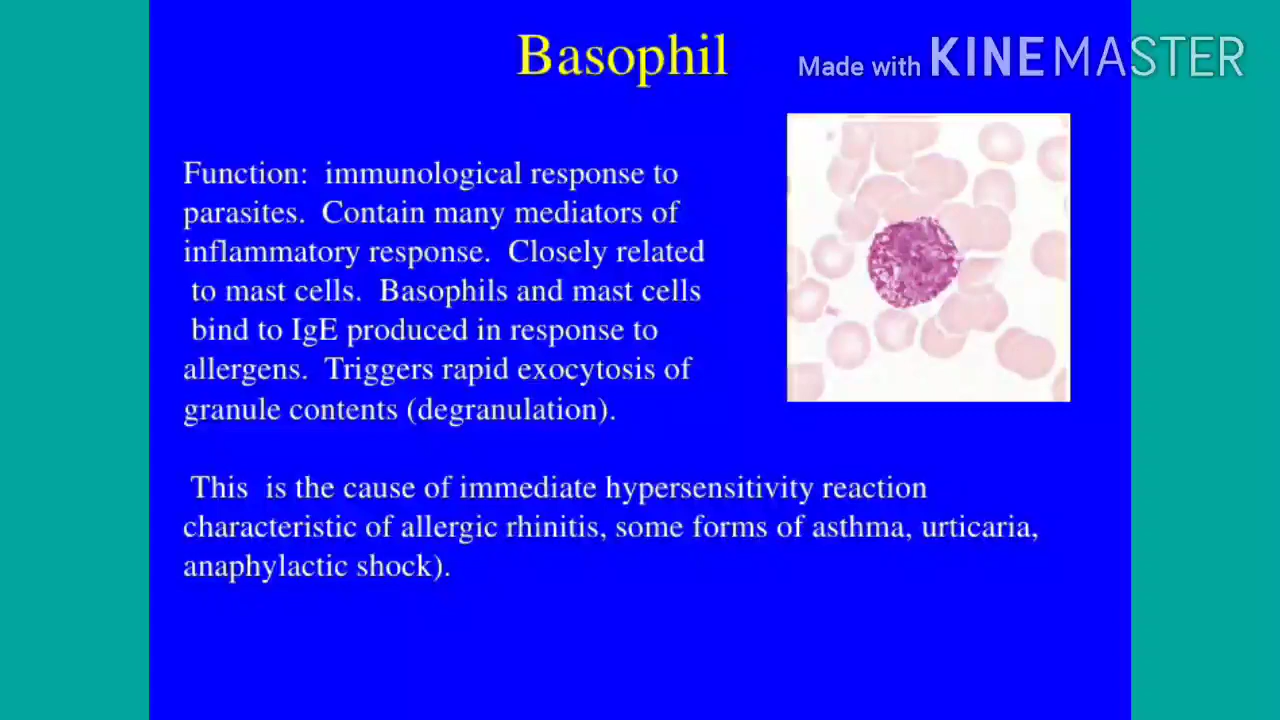 Basophil
Made with KINEMASTER
Function: immunological response to
parasites. Contain many mediators of
inflammatory response. Closely related
to mast cells. Basophils and mast cells
bind to IgE produced in response to
allergens. Triggers rapid exocytosis of
granule contents (degranulation).
This is the cause of immediate hypersensitivity reaction
characteristic of allergic rhinitis, some forms of asthma, urticaria,
anaphylactic shock).